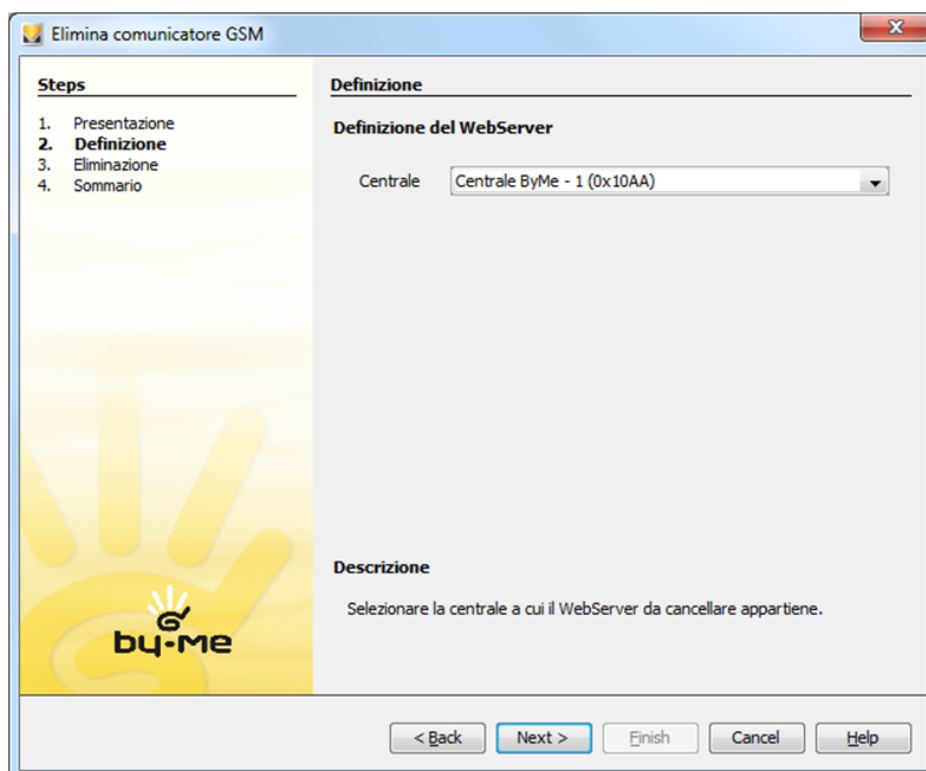 Elimina comunicatore GSM
Steps
1. Presentazione
2. Definizione
3. Eliminazione
4. Sommario
by-me
Definizione
Definizione del WebServer
Centrale Centrale ByMe - 1 (0x10AA)
Descrizione
Selezionare la centrale a cui il WebServer da cancellare appartiene.
< Back Next > Finish Cancel Help